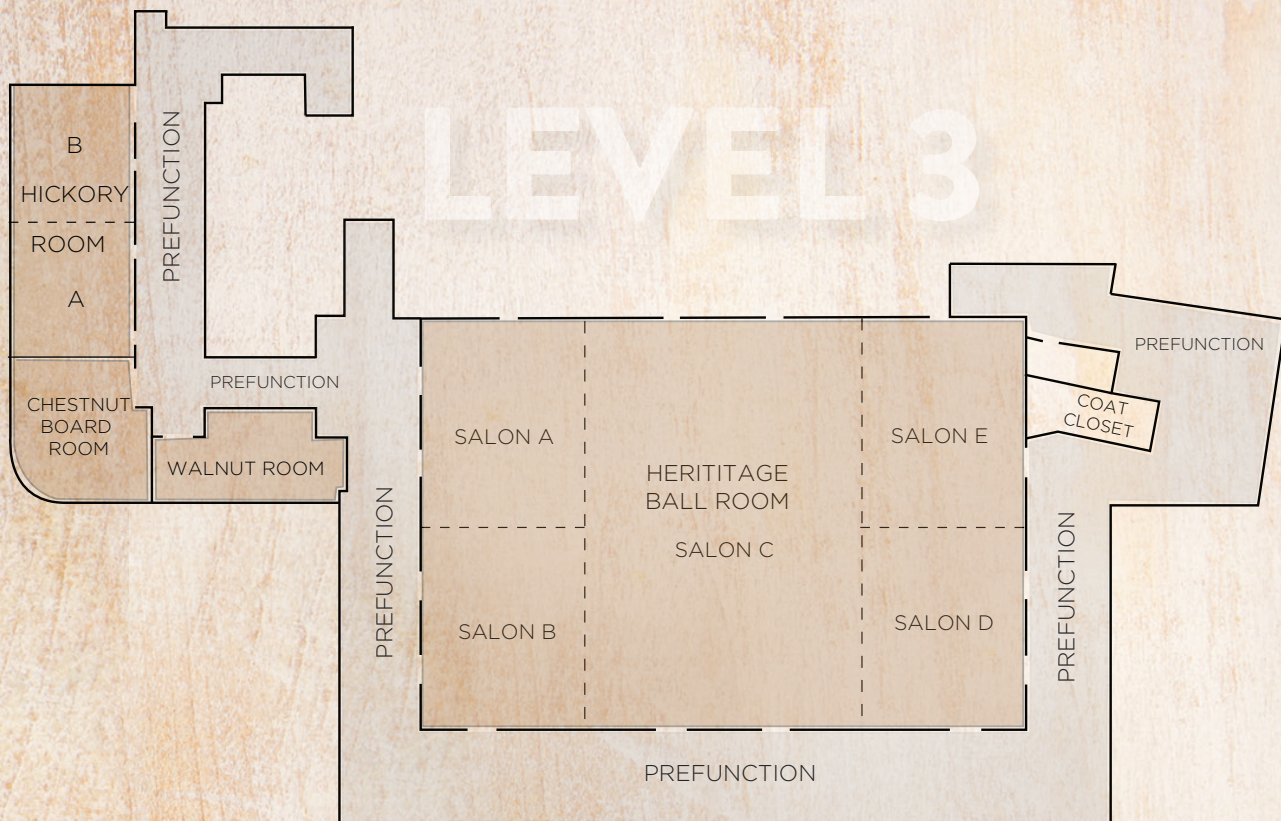 LEVEL 3
B
HICKORY
ROOM
A
PREFUNCTION
CHESTNUT
BOARD
ROOM
WALNUT ROOM
PREFUNCTION
PREFUNCTION
SALON A
SALON B
HERITITAGE
BALL ROOM
SALON C
SALON E
SALON D
PREFUNCTION
COAT
CLOSET
PREFUNCTION
PREFUNCTION